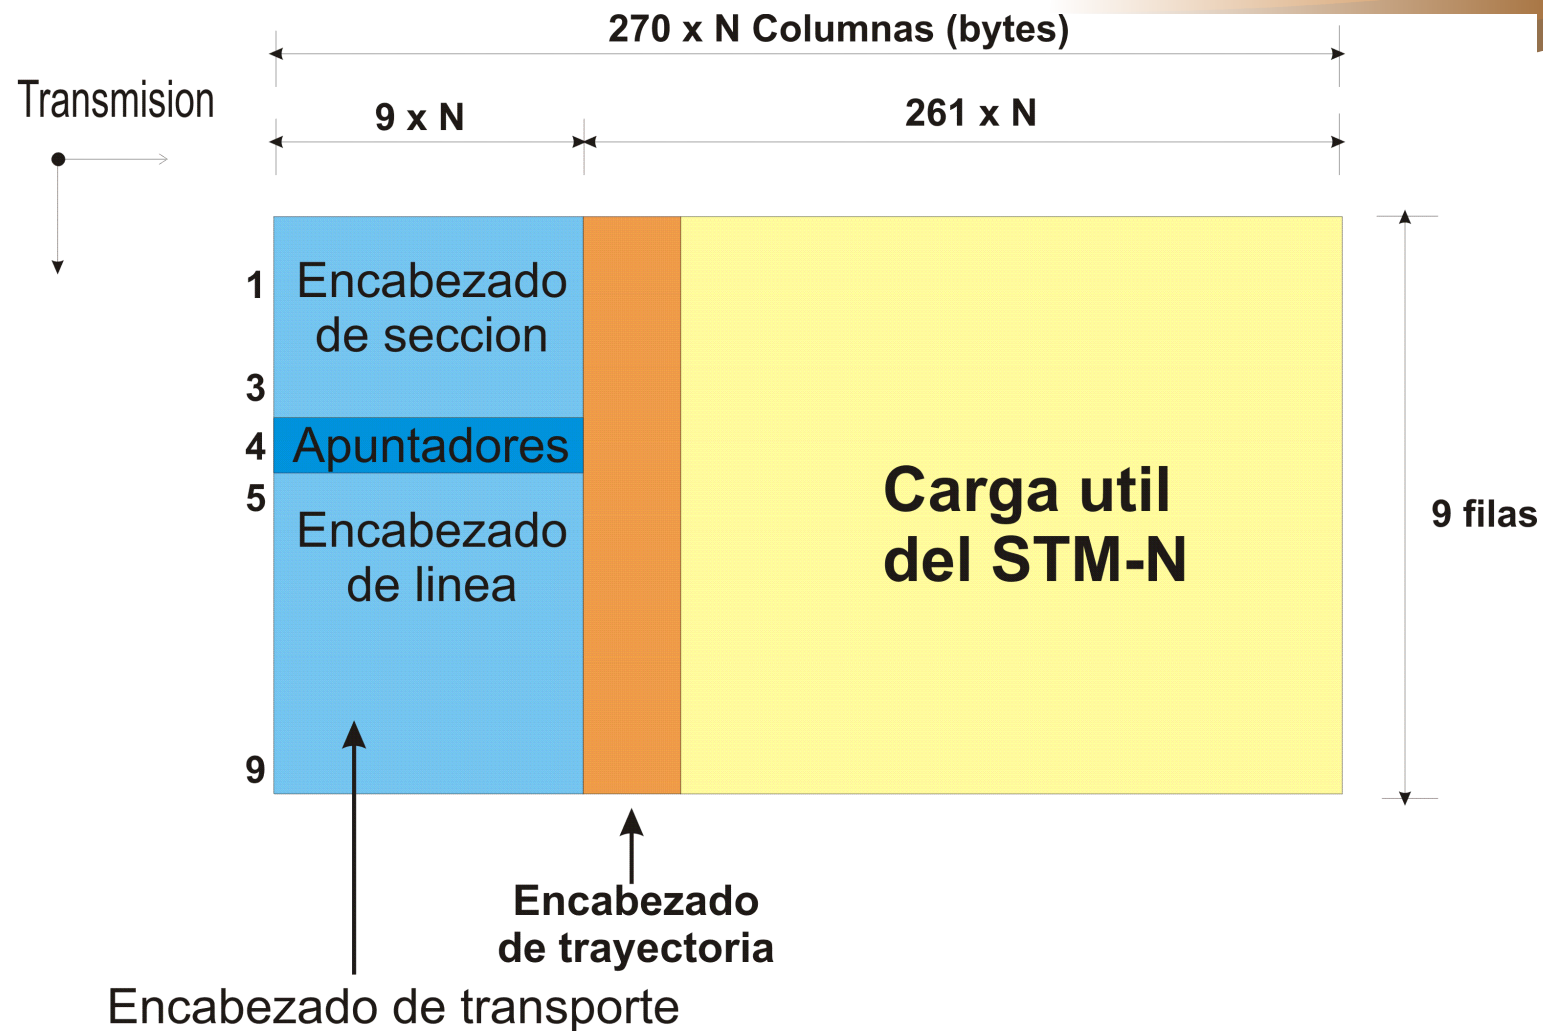 270 x N Columnas (bytes)
Transmision
9 x N
261 x N
1
Encabezado
de seccion
3
4
Apuntadores
5
Encabezado
de linea
Carga util
del STM-N
9 filas
9
Encabezado
de trayectoria
Encabezado de transporte